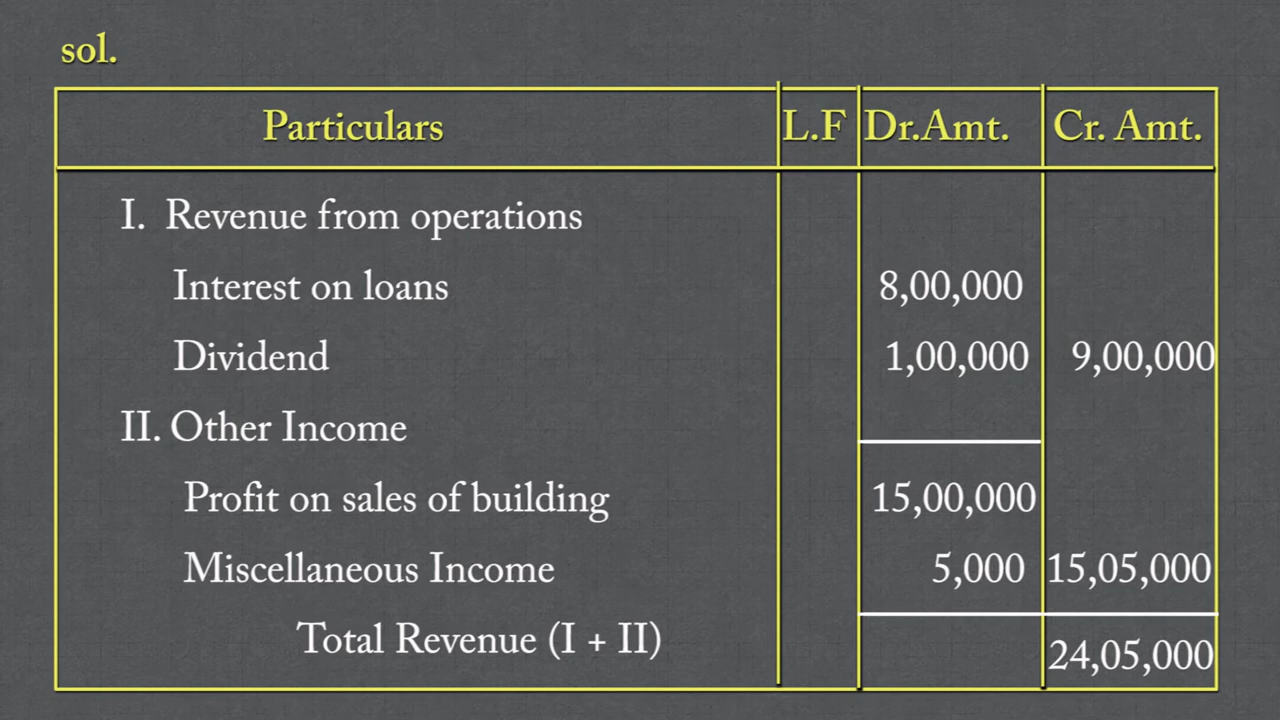 sol.
Particulars L.F Dr.Amt. Cr. Amt.
I. Revenue from operations
Interest on loans 8,00,000
Dividend 1,00,000 9,00,000
II. Other Income
Profit on sales of building 15,00,000
Miscellaneous Income 5,000 15,05,000
Total Revenue (I + II) 24,05,000